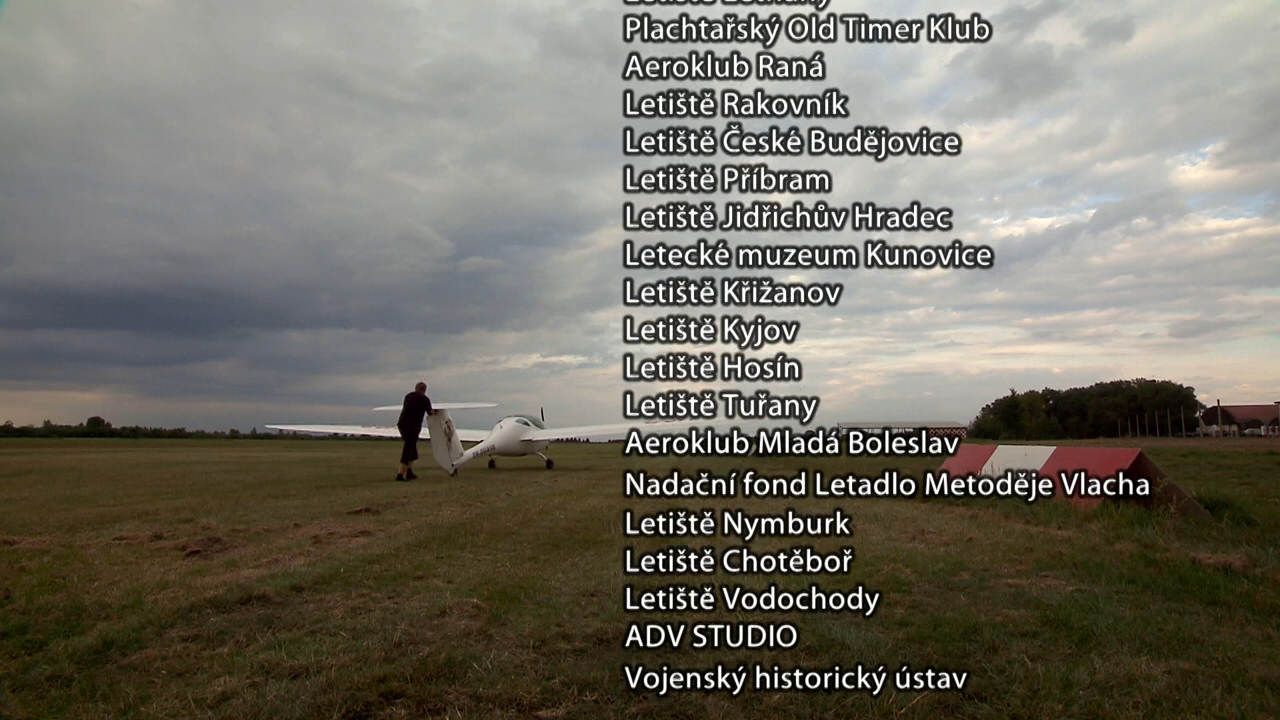 Plachtařský Old Timer Klub
Aeroklub Raná
Letiště Rakovník
Letiště České Budějovice
Letiště Příbram
Letiště Jidřichův Hradec
Letecké muzeum Kunovice
Letiště Křižanov
Letiště Kyjov
Letiště Hosín
Letiště Tuřany
Aeroklub Mladá Boleslav
Nadační fond Letadlo Metoděje Vlacha
Letiště Nymburk
Letiště Chotěboř
Letiště Vodochody
ADV STUDIO
Vojenský historický ústav